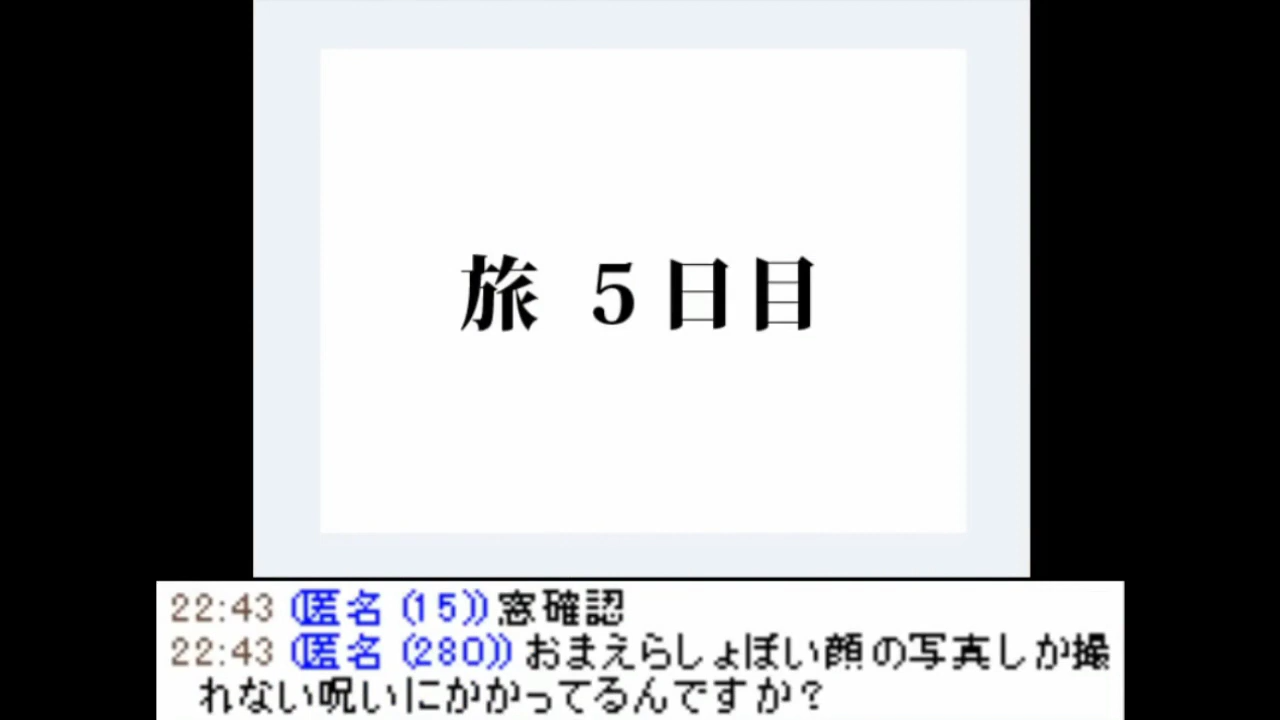 旅 5日目
22:43 (匿名 (15)) 窓確認
22:43 (匿名 (280)) おまえらしょぼい顔の写真しか撮
れない呪いにかかってるんですか？